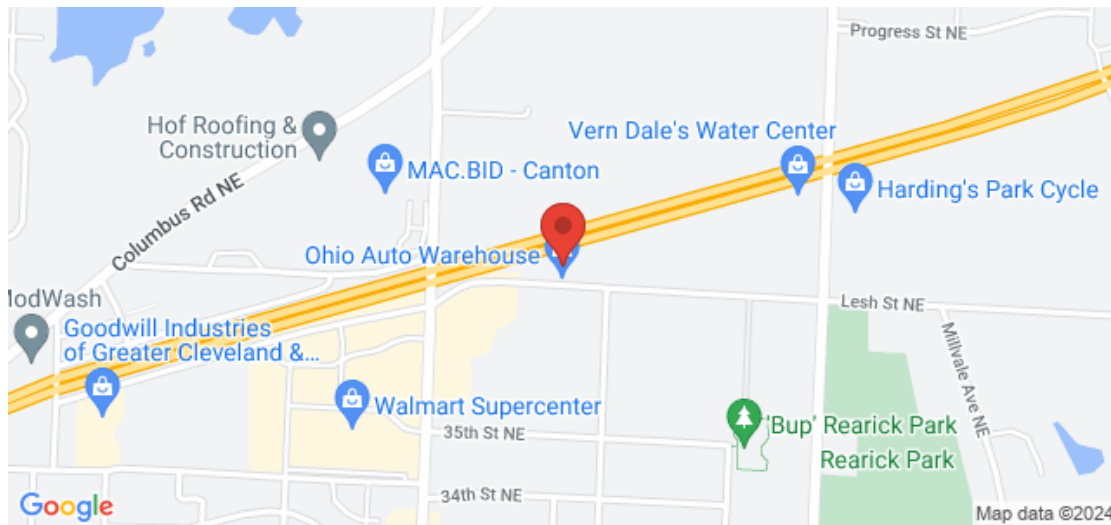 Progress St NE
Hof Roofing &
Construction
Vern Dale's Water Center
MAC.BID - Canton
Harding's Park Cycle
Columbus Rd NE
Ohio Auto Warehouse
ModWash
Lesh St NE
Goodwill Industries
of Greater Cleveland &...
Millvale Ave NE
Walmart Supercenter
'Bup' Rearick Park
35th St NE
Rearick Park
34th St NE
Google
Map data ©2024